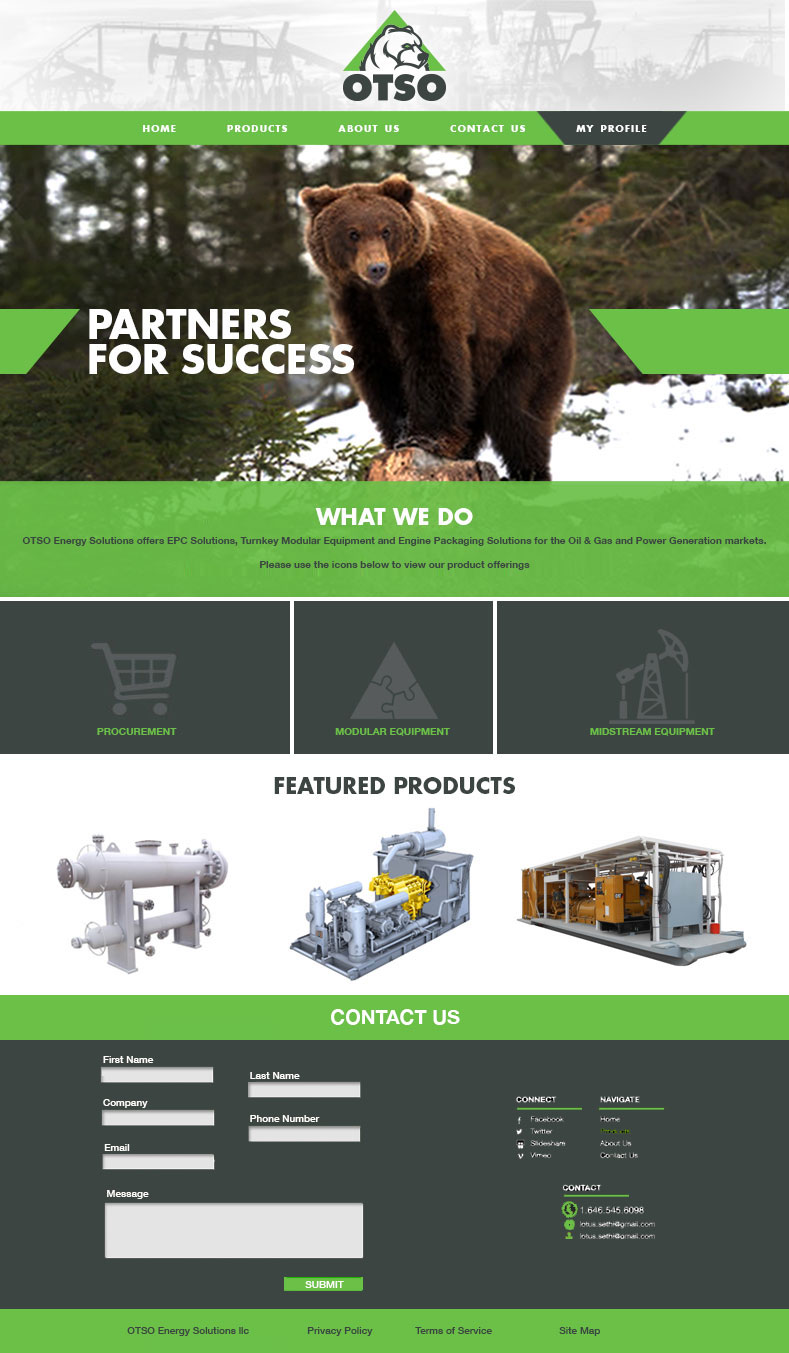 OTSO
HOME PRODUCTS ABOUT US CONTACT US MY PROFILE
PARTNERS
FOR SUCCESS
WHAT WE DO
OTSO Energy Solutions offers EPC Solutions, Turnkey Modular Equipment and Engine Packaging Solutions for the Oil & Gas and Power Generation markets.
Please use the icons below to view our product offerings
PROCUREMENT
MODULAR EQUIPMENT
MIDSTREAM EQUIPMENT
FEATURED PRODUCTS
CONTACT US
First Name
Last Name
Company
Phone Number
Email
Message
SUBMIT
CONNECT
Facebook
Twitter
Slideshare
Vimeo
NAVIGATE
Home
About Us
Contact Us
CONTACT
1.646.545.6098
lotus.sethi@gmail.com
lotus.sethi@gmail.com
OTSO Energy Solutions llc Privacy Policy Terms of Service Site Map